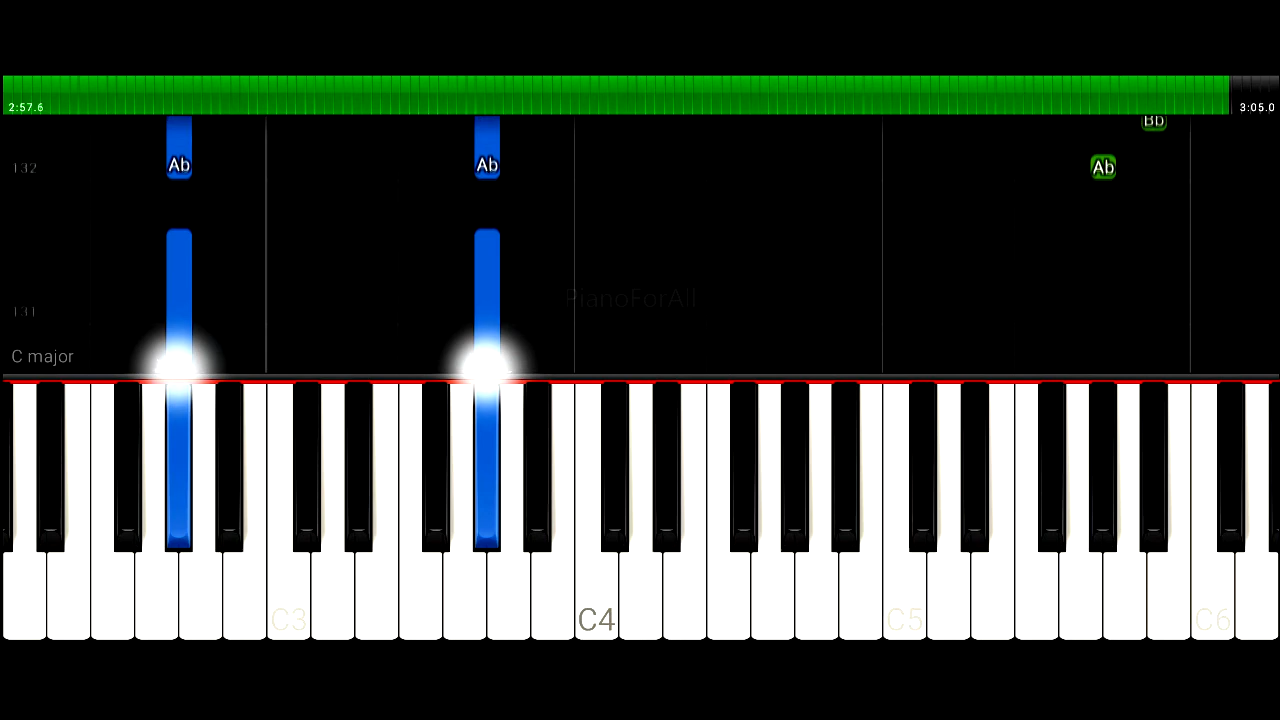 2:57.6
3:05.0
Bb
132
Ab
Ab
Ab
PianoForAll
131
C major
C3
C4
C5
C6